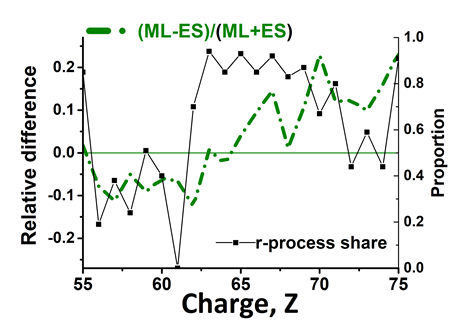 (ML-ES)/(ML+ES)
Relative difference
0.2
0.1
0.0
-0.1
-0.2
1.0
0.8
0.6
0.4
0.2
0.0
Proportion
r-process share
55 60 65 70 75
Charge, Z